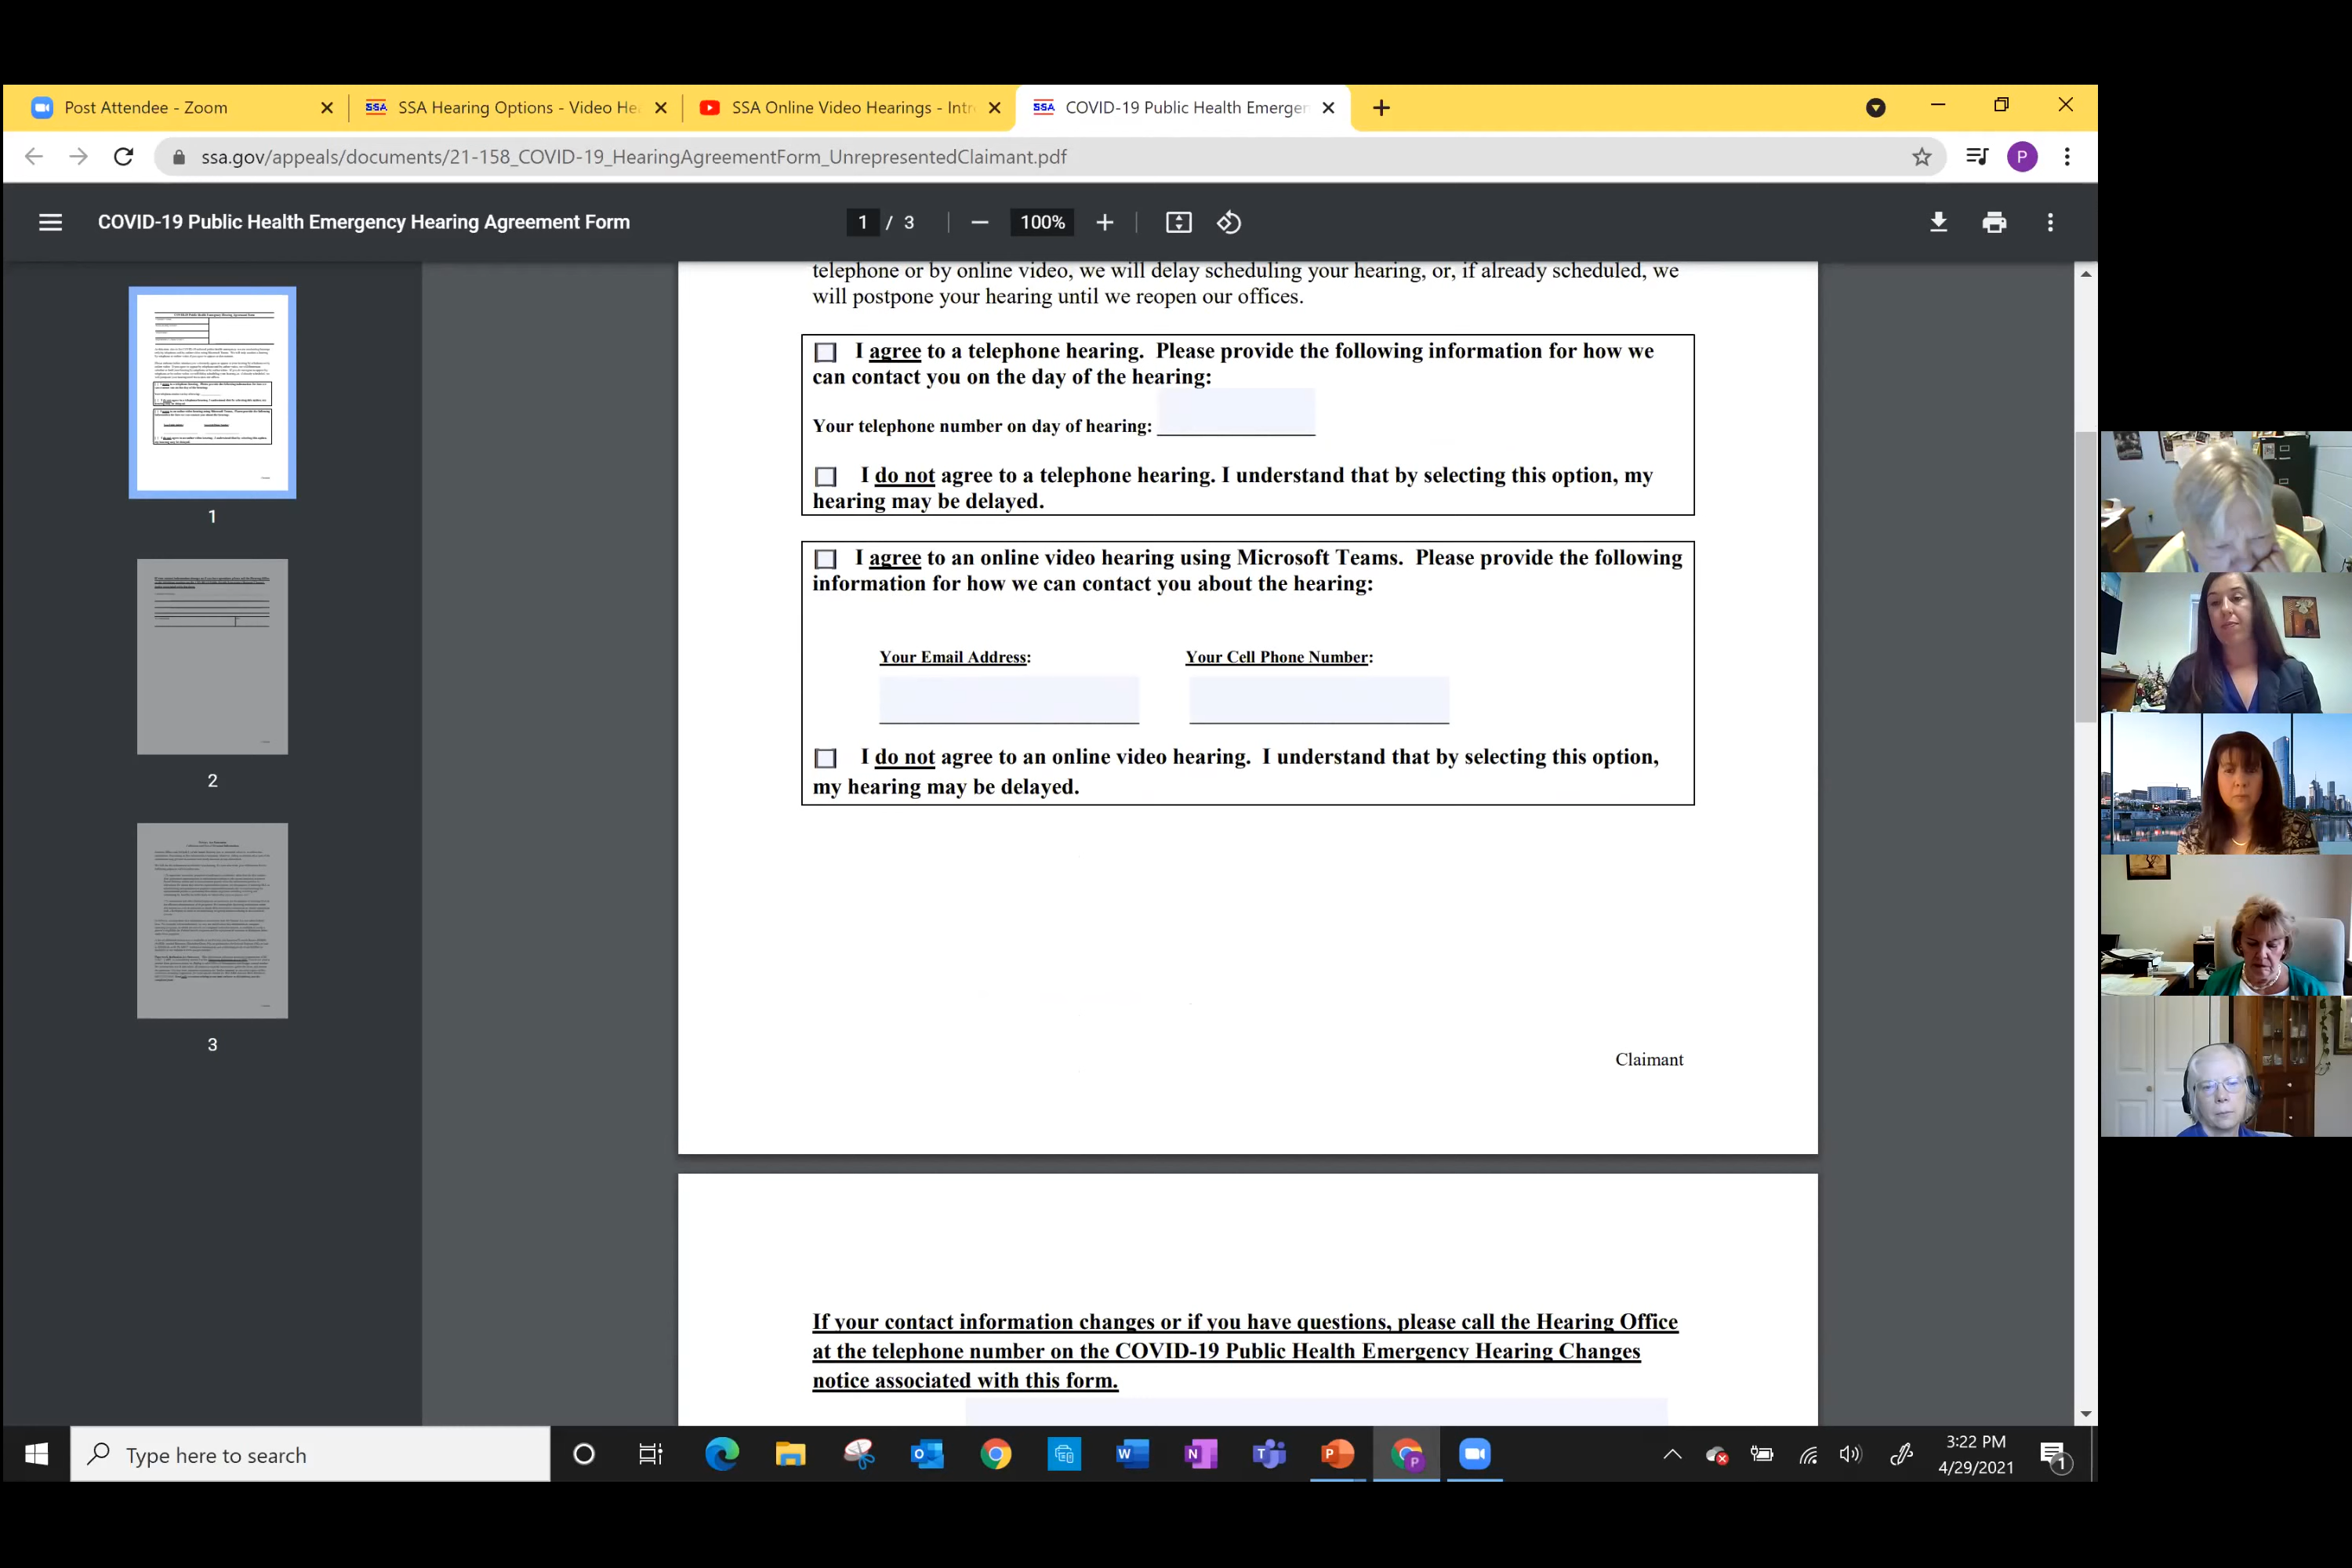 Post Attendee - Zoom
SSA Hearing Options - Video He
SSA Online Video Hearings - Intr
COVID-19 Public Health Emerger
ssa.gov/appeals/documents/21-158_COVID-19_HearingAgreementForm_UnrepresentedClaimant.pdf
P
COVID-19 Public Health Emergency Hearing Agreement Form
1 / 3
100%
telephone or by online video, we will delay scheduling your hearing, or, if already scheduled, we
will postpone your hearing until we reopen our offices.
I agree to a telephone hearing. Please provide the following information for how we
can contact you on the day of the hearing:
Your telephone number on day of hearing:
I do not agree to a telephone hearing. I understand that by selecting this option, my
hearing may be delayed.
I agree to an online video hearing using Microsoft Teams. Please provide the following
information for how we can contact you about the hearing:
Your Email Address: Your Cell Phone Number:
I do not agree to an online video hearing. I understand that by selecting this option,
my hearing may be delayed.
Claimant
If your contact information changes or if you have questions, please call the Hearing Office
at the telephone number on the COVID-19 Public Health Emergency Hearing Changes
notice associated with this form.
1
2
3
Type here to search
3:22 PM
4/29/2021
1